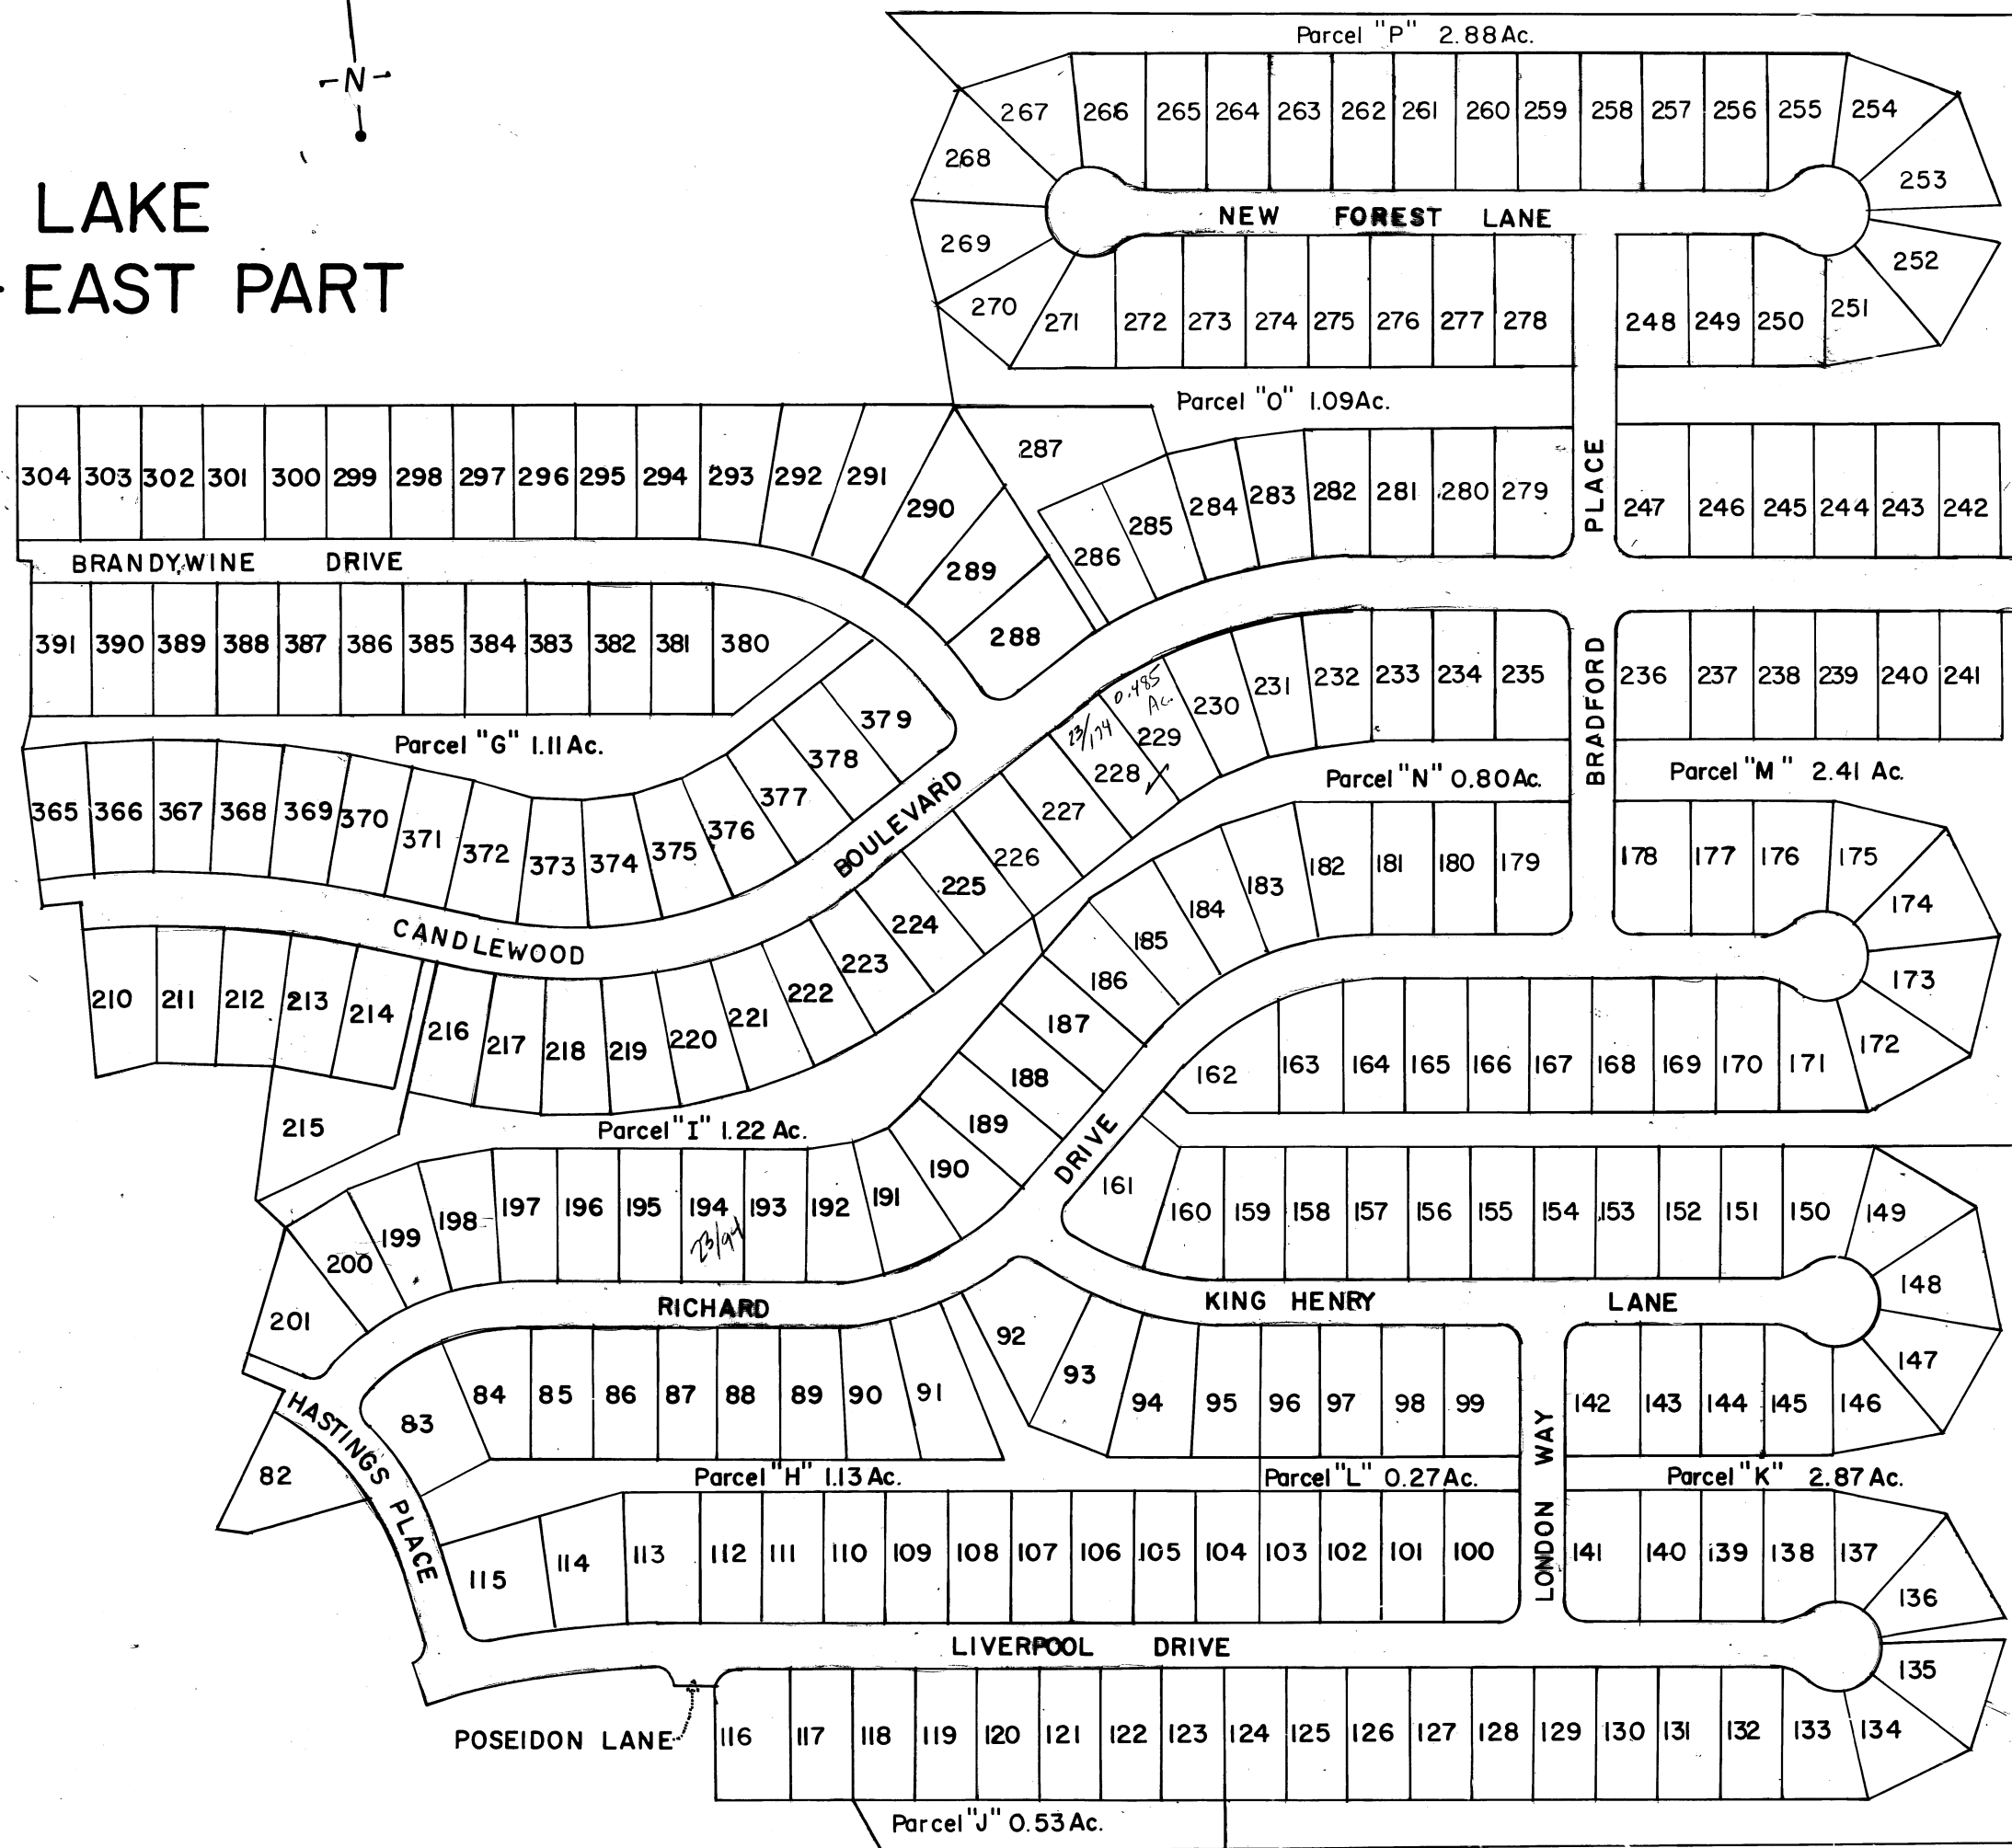 N
LAKE
EAST PART
Parcel "P" 2.88 Ac.
267 266 265 264 263 262 261 260 259 258 257 256 255 254
268 253
NEW FOREST LANE
269 252
270 271 272 273 274 275 276 277 278 248 249 250 251
Parcel "O" 1.09 Ac.
287
304 303 302 301 300 299 298 297 296 295 294 293 292 291
290 289 288
286 285 284 283 282 281 280 279
PLACE
247 246 245 244 243 242
BRANDYWINE DRIVE
391 390 389 388 387 386 385 384 383 382 381 380
379 378 377 376 375 374 373 372 371 370 369 368 367 366 365
Parcel "G" 1.11 Ac.
0.485 Ac.
23/174
230 231 232 233 234 235
BRADFORD
236 237 238 239 240 241
229
228
227
226
225
224
223
222
221
220
219
218
217
216
Parcel "N" 0.80 Ac.
Parcel "M" 2.41 Ac.
BOULEVARD
CANDLEWOOD
210 211 212 213 214
215
182 181 180 179
178 177 176 175
174
173
172
183
184
185
186
187
188
189
190
191
162 163 164 165 166 167 168 169 170 171
Parcel "I" 1.22 Ac.
DRIVE
161
201 200 199 198 197 196 195 194 193 192
23/94
160 159 158 157 156 155 154 153 152 151 150 149
148
RICHARD
KING HENRY LANE
147
92
93
83 84 85 86 87 88 89 90 91
94 95 96 97 98 99
142 143 144 145 146
HASTINGS PLACE
82
LONDON WAY
Parcel "H" 1.13 Ac.
Parcel "L" 0.27 Ac.
Parcel "K" 2.87 Ac.
115 114 113 112 111 110 109 108 107 106 105 104 103 102 101 100
141 140 139 138 137
136
LIVERPOOL DRIVE
135
POSEIDON LANE
116 117 118 119 120 121 122 123 124 125 126 127 128 129 130 131 132 133 134
Parcel "J" 0.53 Ac.